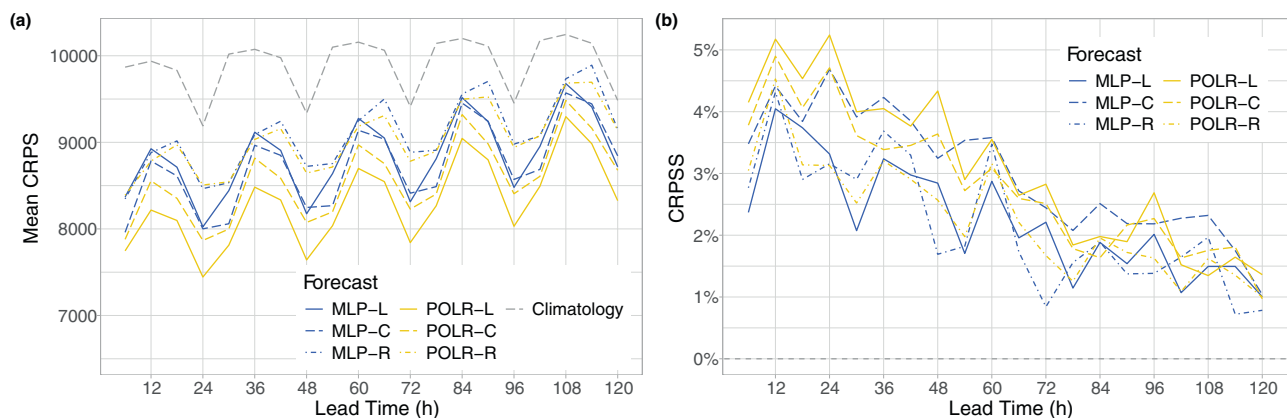 (a)
Mean CRPS
10000
9000
8000
7000
Forecast
MLP−L POLR−L Climatology
MLP−C POLR−C
MLP−R POLR−R
12 24 36 48 60 72 84 96 108 120
Lead Time (h)
(b)
CRPSS
5%
4%
3%
2%
1%
0%
Forecast
MLP−L POLR−L
MLP−C POLR−C
MLP−R POLR−R
12 24 36 48 60 72 84 96 108 120
Lead Time (h)